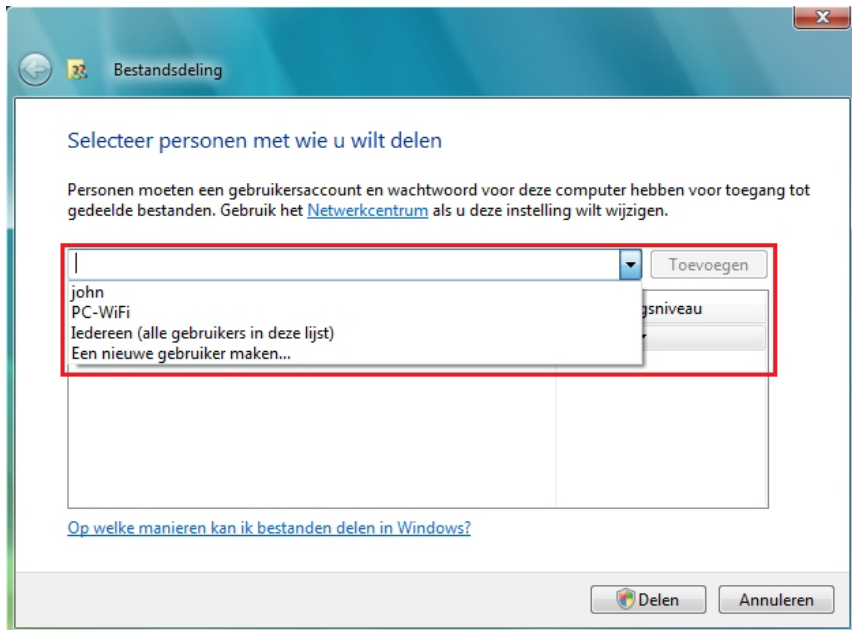 Bestandsdeling
Selecteer personen met wie u wilt delen
Personen moeten een gebruikersaccount en wachtwoord voor deze computer hebben voor toegang tot
gedeelde bestanden. Gebruik het Netwerkcentrum als u deze instelling wilt wijzigen.
Toevoegen
john
PC-WiFi
gsniveau
Iedereen (alle gebruikers in deze lijst)
Een nieuwe gebruiker maken...
Op welke manieren kan ik bestanden delen in Windows?
Delen
Annuleren